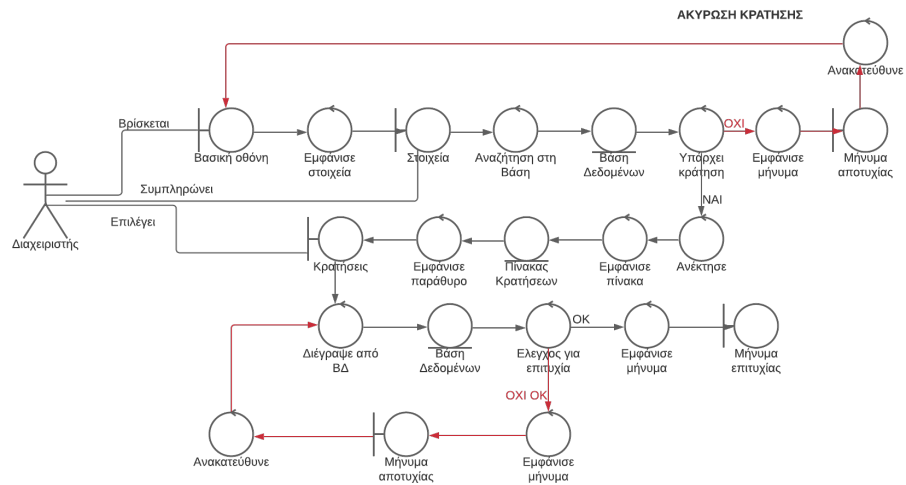 ΑΚΥΡΩΣΗ ΚΡΑΤΗΣΗΣ
Ανακατεύθυνε
Βρίσκεται
Βασική οθόνη
Εμφάνισε
στοιχεία
Στοιχεία
Αναζήτηση στη
Βάση
Βάση
Δεδομένων
Υπάρχει
κράτηση
ΟΧΙ
Εμφάνισε
μήνυμα
Μήνυμα
αποτυχίας
Συμπληρώνει
ΝΑΙ
Επιλέγει
Διαχειριστής
Κρατήσεις
Εμφάνισε
παράθυρο
Πίνακας
Κρατήσεων
Εμφάνισε
πίνακα
Ανέκτησε
Διέγραψε από
ΒΔ
Βάση
Δεδομένων
Ελεγχος για
επιτυχία
ΟΚ
Εμφάνισε
μήνυμα
Μήνυμα
επιτυχίας
ΟΧΙ ΟΚ
Ανακατεύθυνε
Μήνυμα
αποτυχίας
Εμφάνισε
μήνυμα